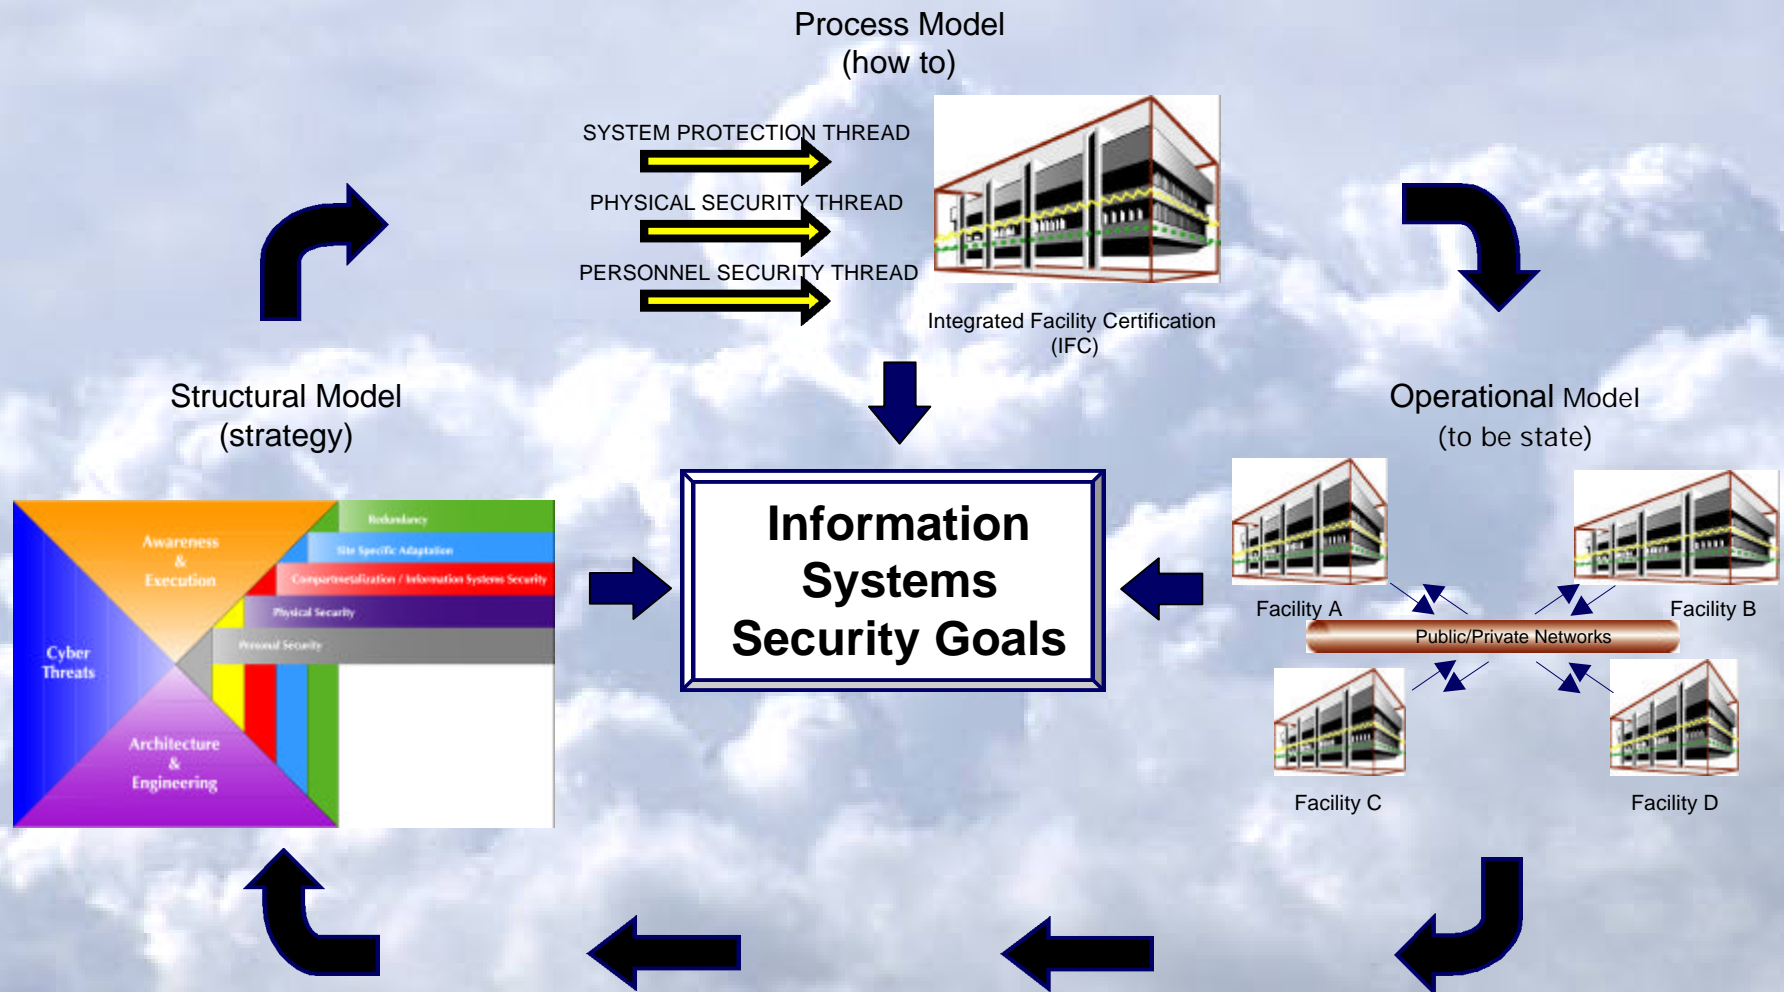 Process Model
(how to)
SYSTEM PROTECTION THREAD
PHYSICAL SECURITY THREAD
PERSONNEL SECURITY THREAD
Integrated Facility Certification
(IFC)
Structural Model
(strategy)
Awareness
&
Execution
Cyber
Threats
Architecture
&
Engineering
Redundancy
Site Specific Adaptation
Compartmetalization / Information Systems Security
Physical Security
Personal Security
Information
Systems
Security Goals
Operational Model
(to be state)
Facility A
Facility B
Public/Private Networks
Facility C
Facility D